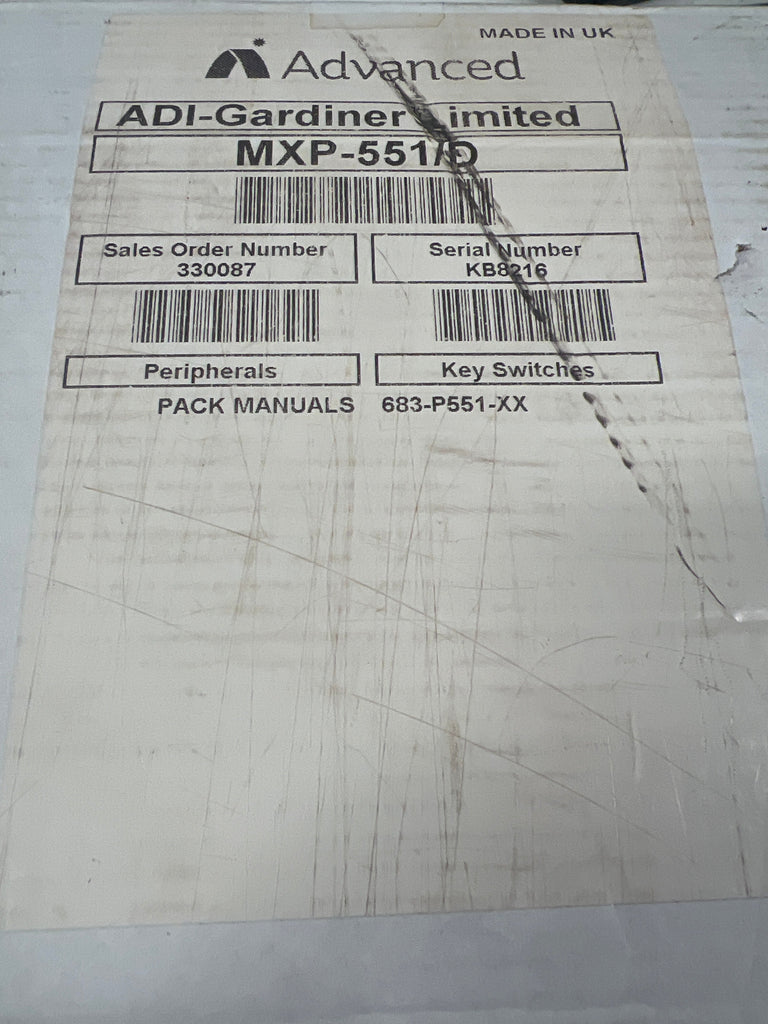 MADE IN UK
Advanced
ADI-Gardiner Limited
MXP-551/D
Sales Order Number
330087
Serial Number
KB8216
Peripherals
Key Switches
PACK MANUALS
683-P551-XX